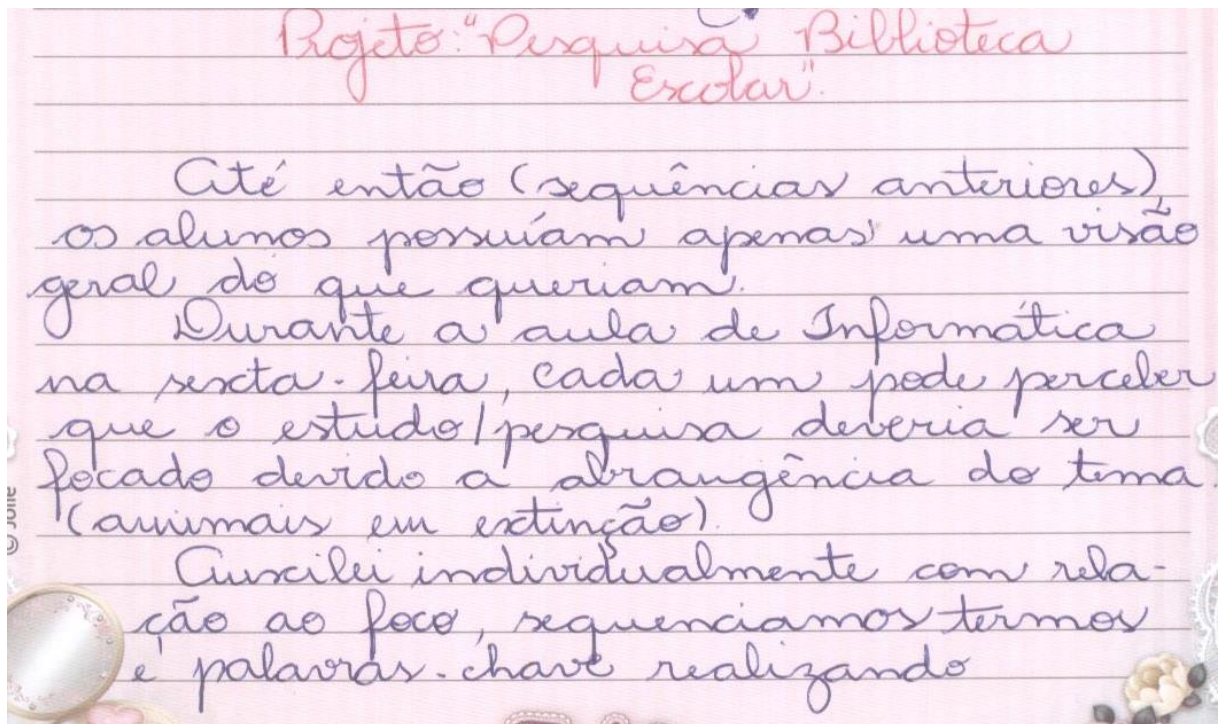 Projeto: "Pesquisa Biblioteca
Escolar".
Até então (sequências anteriores)
os alunos possuíam apenas uma visão
geral do que queriam.
Durante a aula de Informática
na sexta-feira, cada um pode perceber
que o estudo/pesquisa deveria ser
focado devido a abrangência do tema
(animais em extinção).
Auxiliei individualmente com rela-
ção ao foco, sequenciamos termos
e palavras-chave realizando
© Jolie